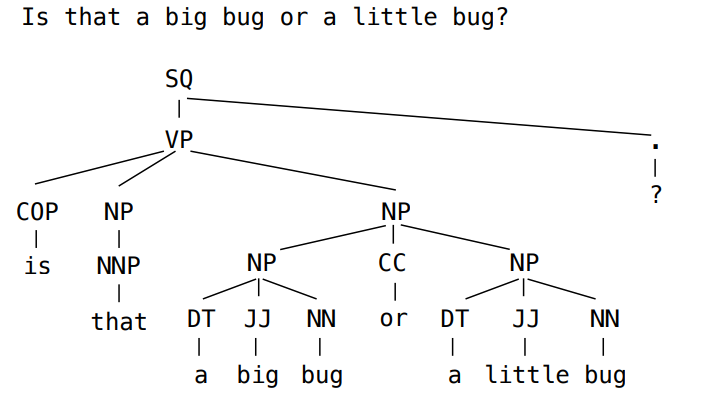 Is that a big bug or a little bug?
SQ
VP .
?
COP NP NP
is NNP NP CC NP
that DT JJ NN or DT JJ NN
a big bug a little bug